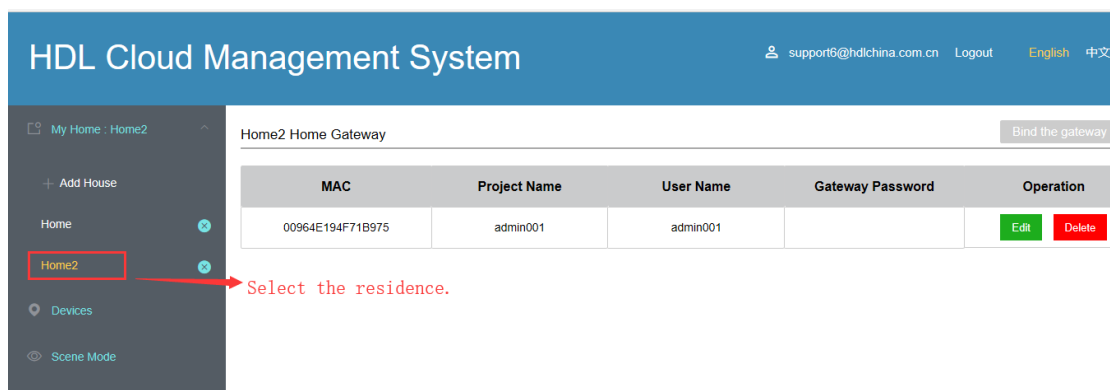 HDL Cloud Management System
support6@hdlchina.com.cn Logout English 中文
My Home : Home2
Home2 Home Gateway
Bind the gateway
Add House
MAC Project Name User Name Gateway Password Operation
Home
00964E194F71B975 admin001 admin001 Edit Delete
Home2
Select the residence.
Devices
Scene Mode